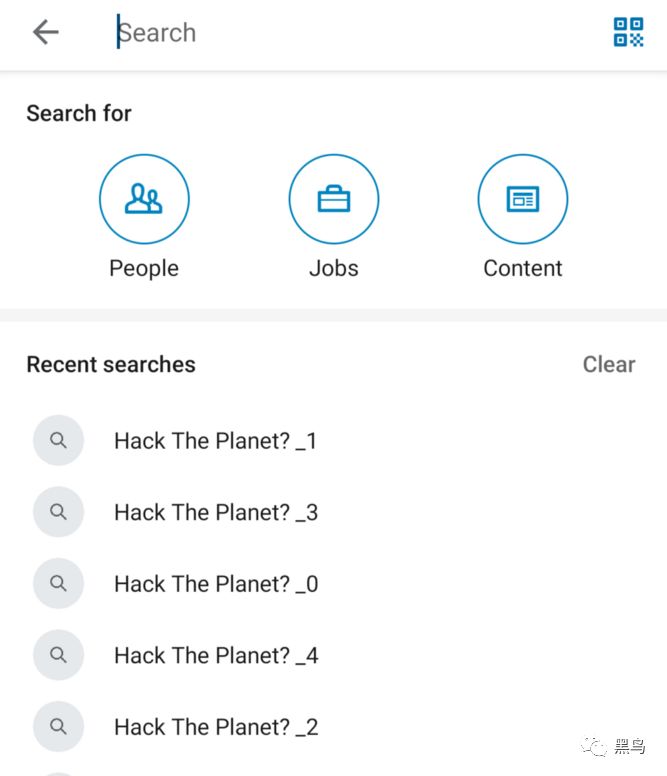 Search
Search for
People
Jobs
Content
Recent searches
Clear
Hack The Planet? _1
Hack The Planet? _3
Hack The Planet? _0
Hack The Planet? _4
Hack The Planet? _2
黑鸟